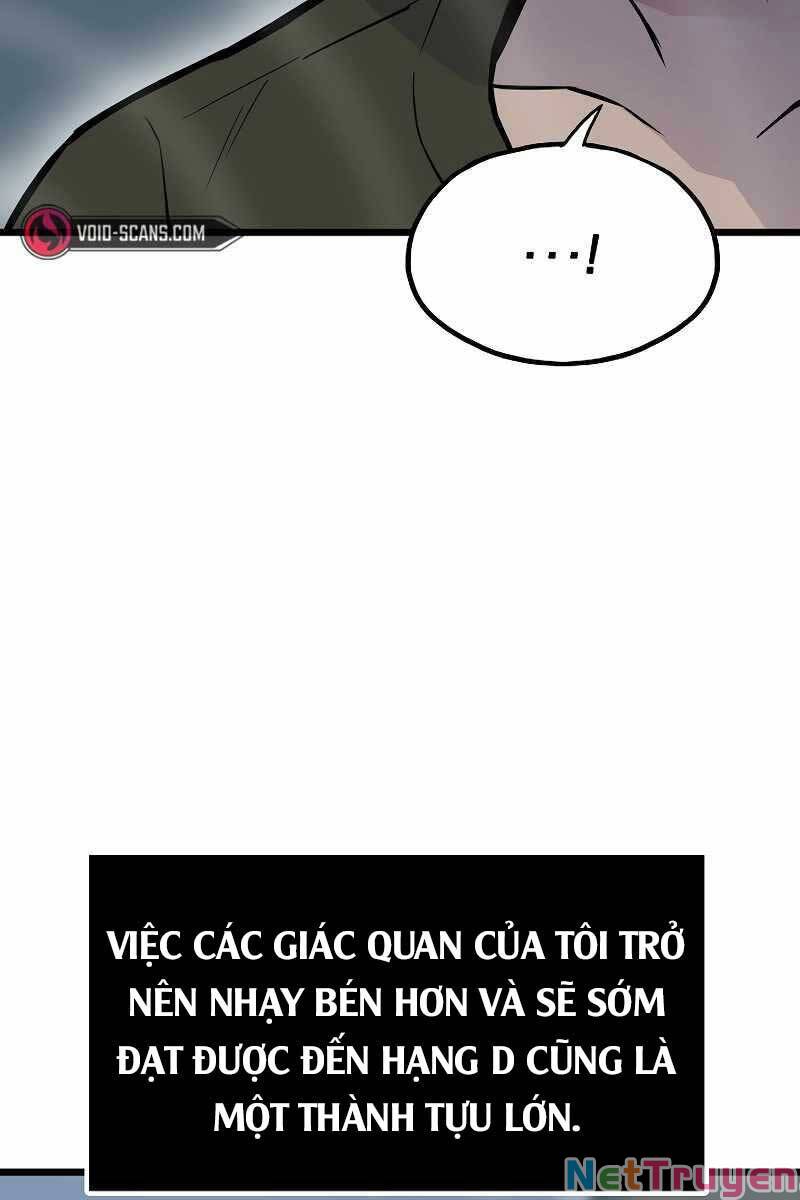 VOID-SCANS.COM
...!
VIỆC CÁC GIÁC QUAN CỦA TÔI TRỞ
NÊN NHẠY BÉN HƠN VÀ SẼ SỚM
ĐẠT ĐƯỢC ĐẾN HẠNG D CŨNG LÀ
MỘT THÀNH TỰU LỚN.
NetTruyen